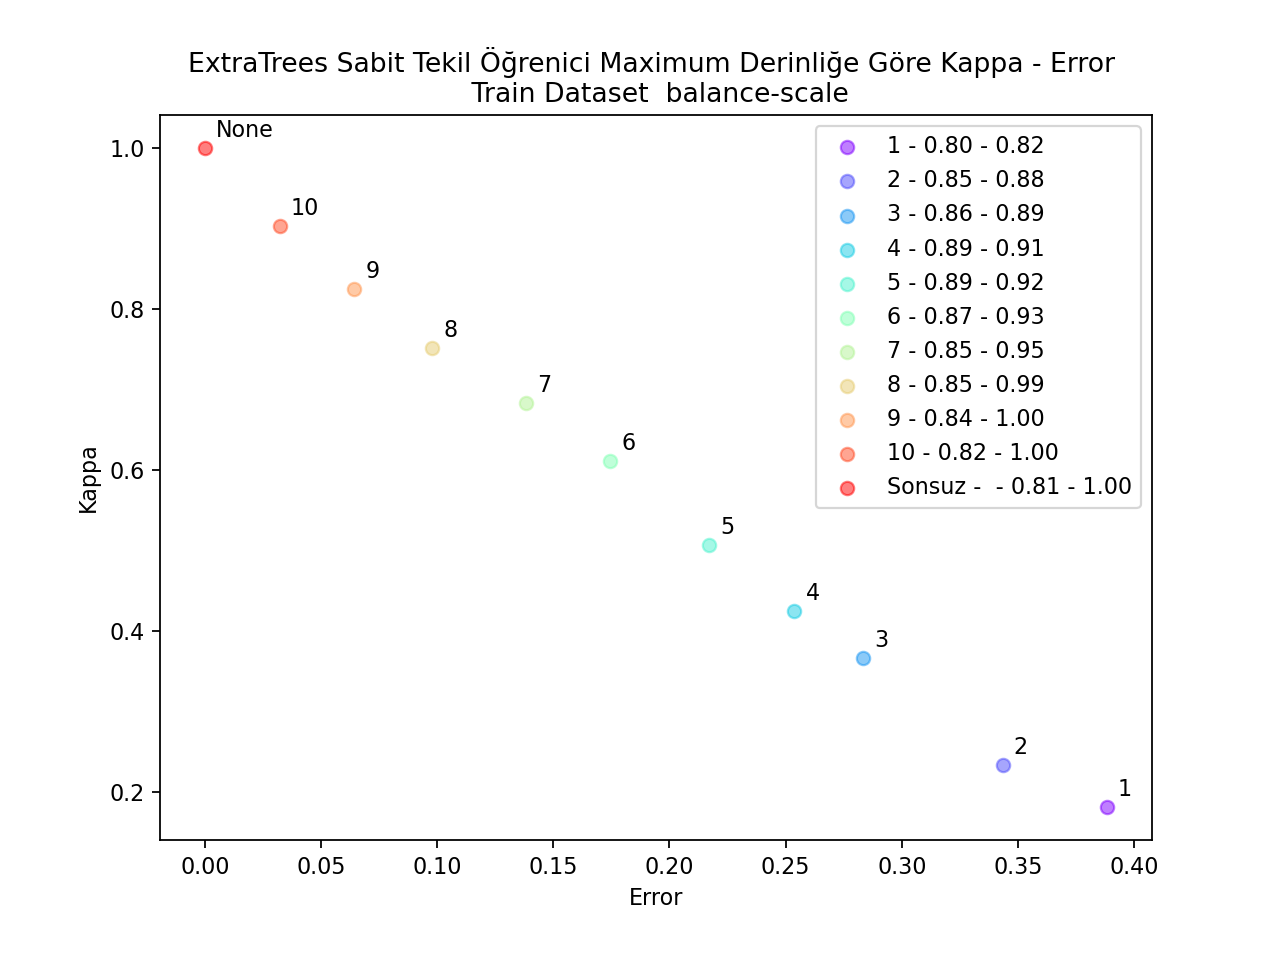 ExtraTrees Sabit Tekil Öğrenici Maximum Derinliğe Göre Kappa - Error
Train Dataset  balance-scale
None
10
9
8
7
6
5
4
3
2
1
1 - 0.80 - 0.82
2 - 0.85 - 0.88
3 - 0.86 - 0.89
4 - 0.89 - 0.91
5 - 0.89 - 0.92
6 - 0.87 - 0.93
7 - 0.85 - 0.95
8 - 0.85 - 0.99
9 - 0.84 - 1.00
10 - 0.82 - 1.00
Sonsuz -  - 0.81 - 1.00
Kappa
1.0
0.8
0.6
0.4
0.2
0.00 0.05 0.10 0.15 0.20 0.25 0.30 0.35 0.40
Error